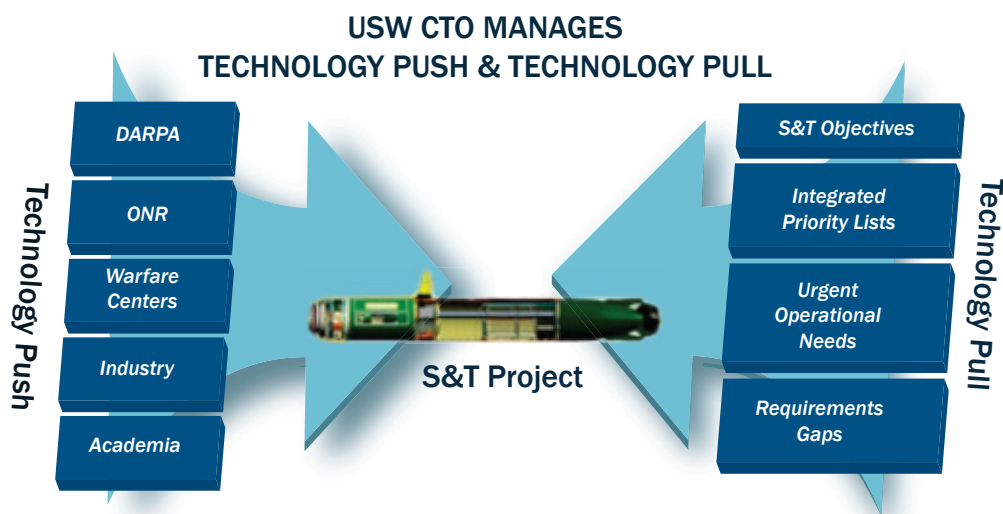 USW CTO MANAGES
TECHNOLOGY PUSH & TECHNOLOGY PULL
Technology Push
DARPA
ONR
Warfare
Centers
Industry
Academia
S&T Project
S&T Objectives
Integrated
Priority Lists
Urgent
Operational
Needs
Requirements
Gaps
Technology Pull